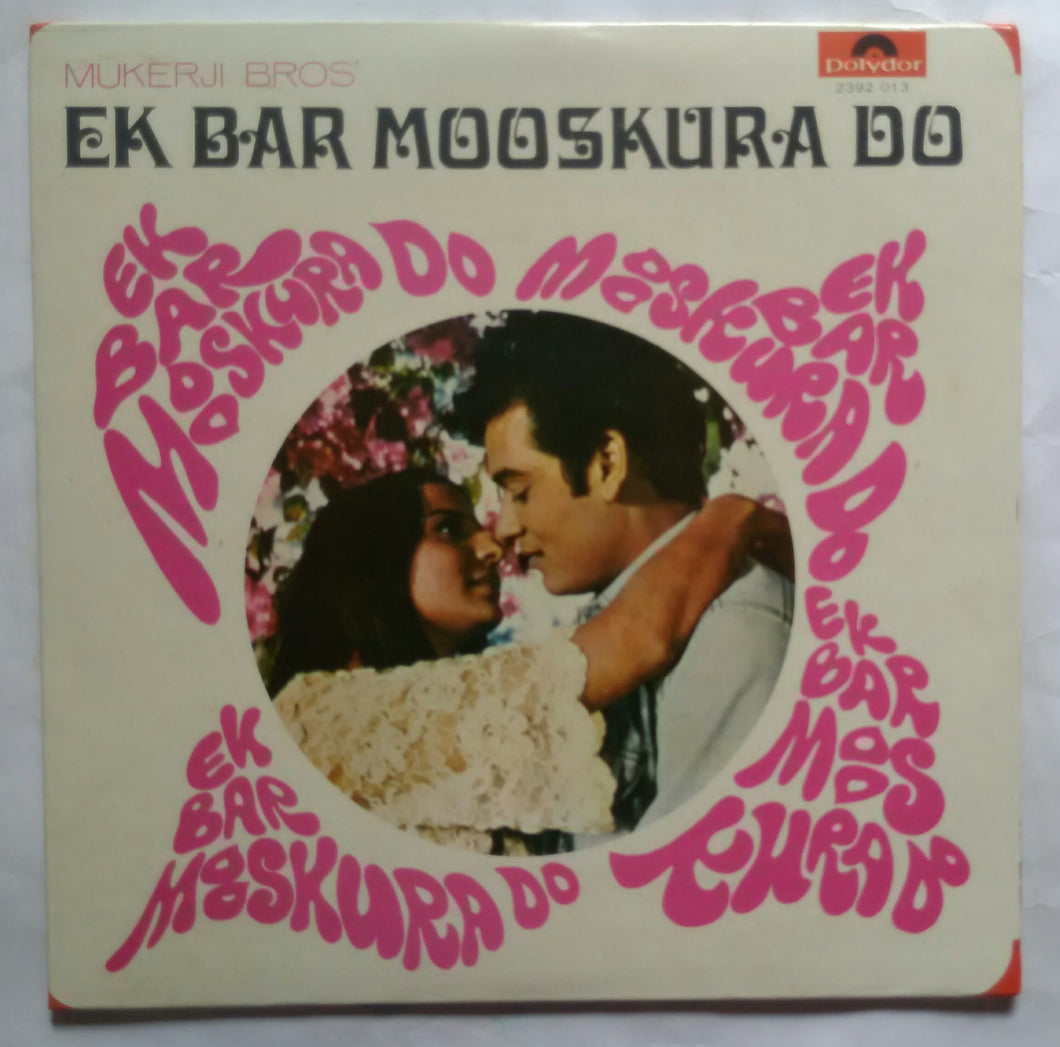 MUKERJI BROS'
Polydor
2392 013
EK BAR MOOSKURA DO
EK
BAR
MOOSKURA DO
EK
BAR
MOOSKURA DO
EK
BAR
MOOSKURA DO
EK
BAR
MOOSKURA DO